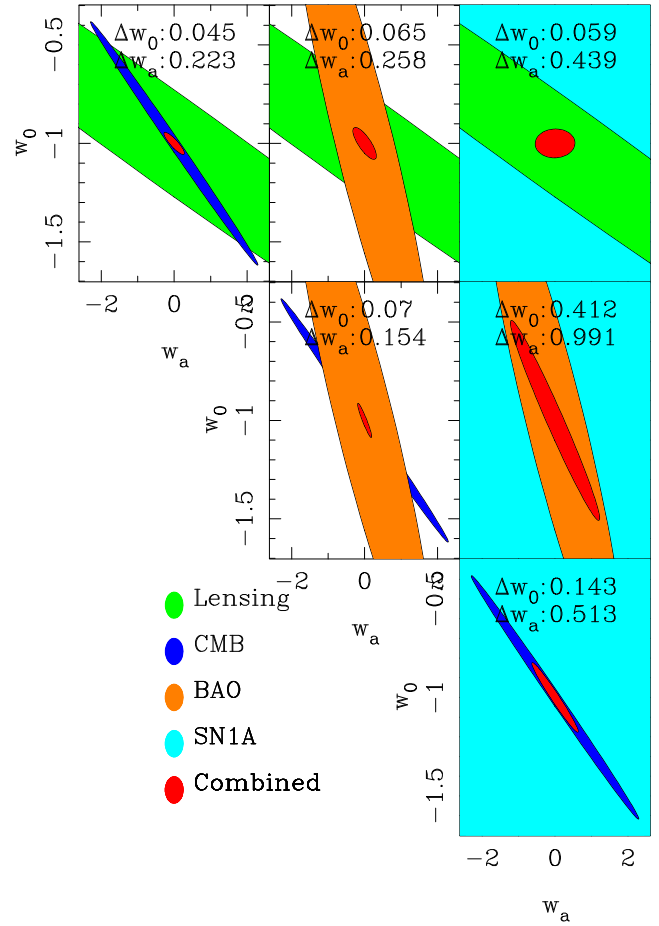 Δw0:0.045 Δw0:0.065 Δw0:0.059
Δwa:0.223 Δwa:0.258 Δwa:0.439
−0.5
w0
−1
−1.5
−2 0
wa
Δw0:0.07 Δw0:0.412
Δwa:0.154 Δwa:0.991
w0
−1
−1.5
−2 0
wa
Δw0:0.143
Δwa:0.513
w0
−1
−1.5
−2 0 2
wa
Lensing
CMB
BAO
SN1A
Combined